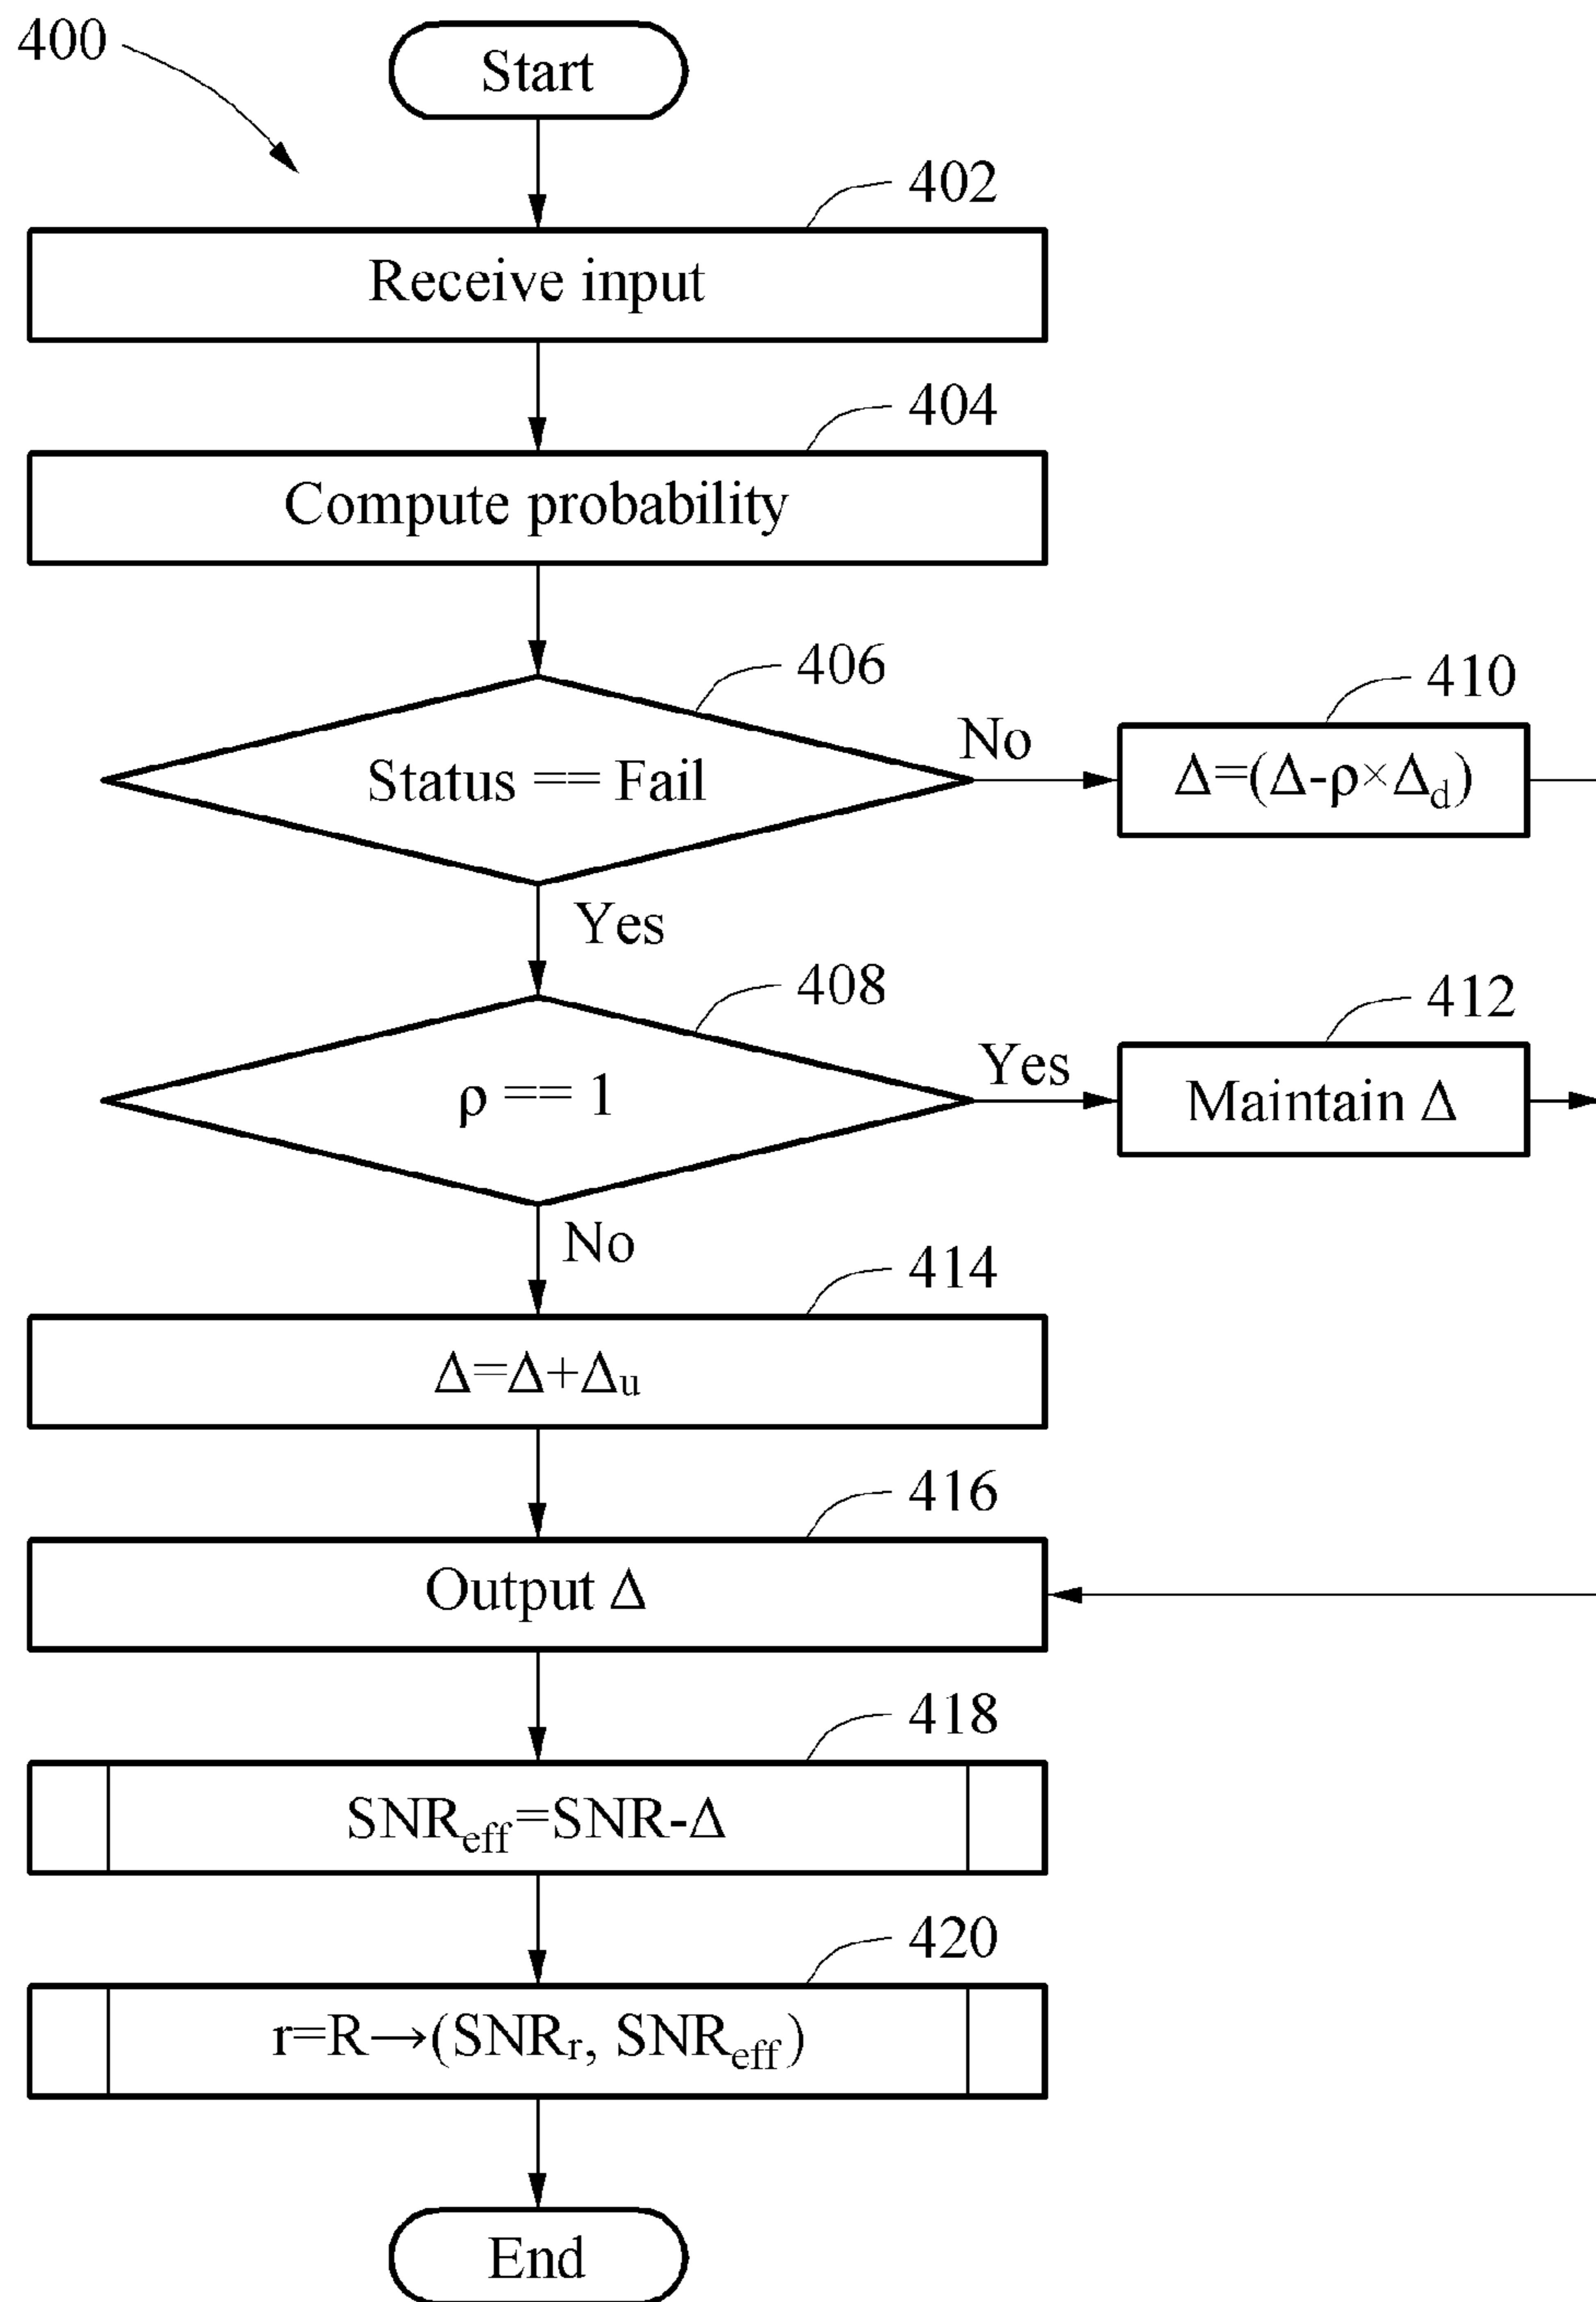 400
Start
402
Receive input
404
Compute probability
406
Status == Fail
No
410
Δ=(Δ-ρ×Δd)
Yes
408
ρ == 1
Yes
412
Maintain Δ
No
414
Δ=Δ+Δu
416
Output Δ
418
SNReff=SNR-Δ
420
r=R→(SNRr, SNReff)
End